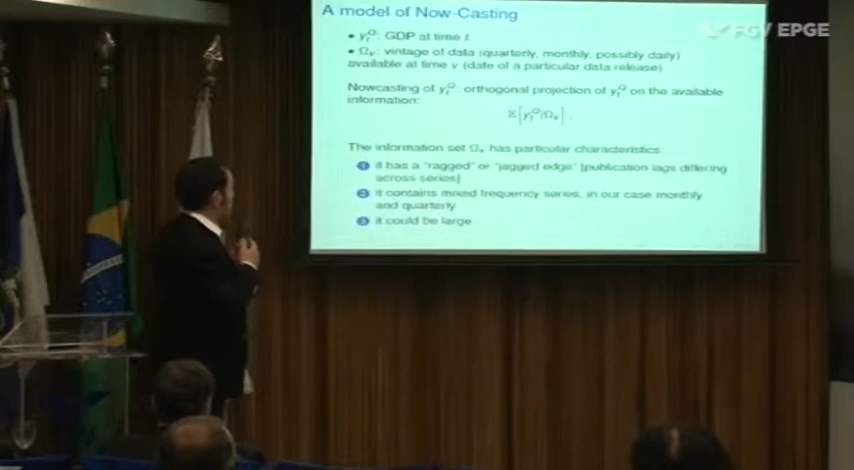 A model of Now-Casting
FGV EPGE
• y_t^Q: GDP at time t
• Ω_v: vintage of data (quarterly, monthly, possibly daily)
available at time v (date of a particular data release)
Nowcasting of y_t^Q: orthogonal projection of y_t^Q on the available
information:
E[y_t^Q|Ω_v].
The information set Ω_v has particular characteristics:
1 it has a "ragged" or "jagged edge" [publication lags differing
across series]
2 it contains mixed frequency series, in our case monthly
and quarterly
3 it could be large